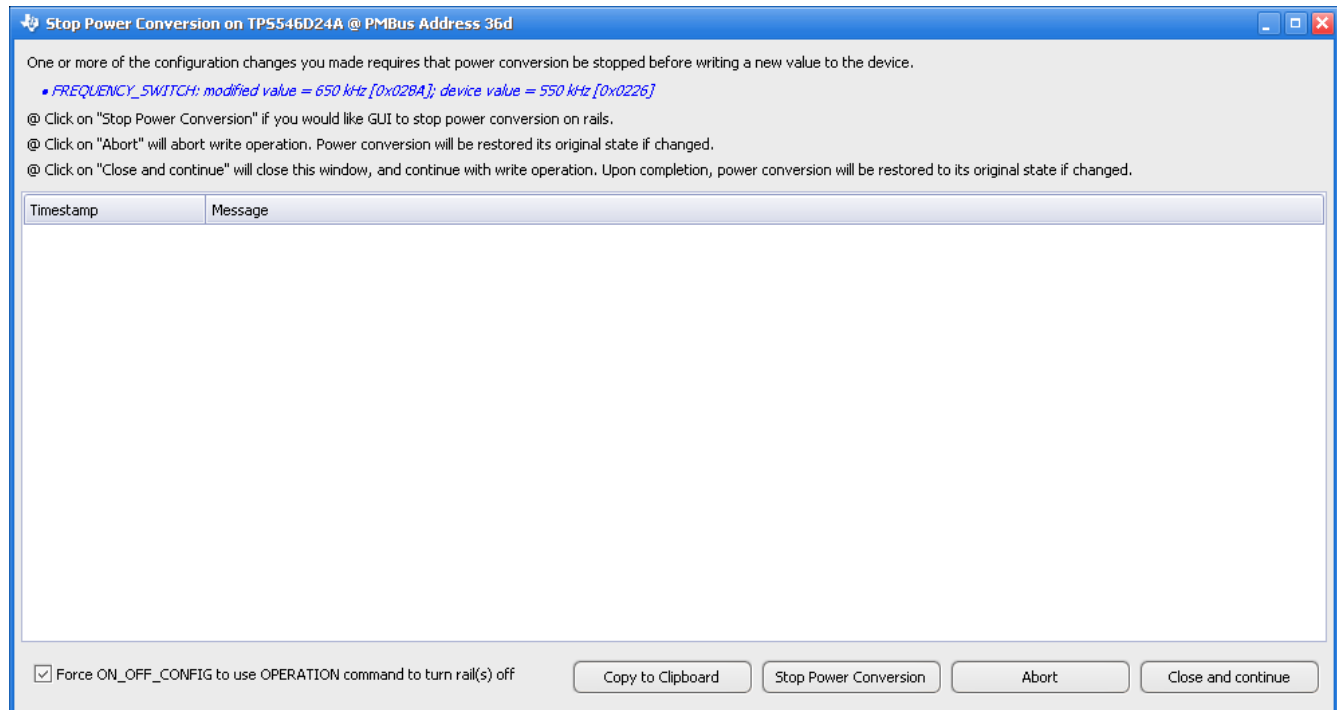 Stop Power Conversion on TPS546D24A @ PMBus Address 36d
One or more of the configuration changes you made requires that power conversion be stopped before writing a new value to the device.
• FREQUENCY_SWITCH: modified value = 650 kHz [0x028A]; device value = 550 kHz [0x0226]
@ Click on "Stop Power Conversion" if you would like GUI to stop power conversion on rails.
@ Click on "Abort" will abort write operation. Power conversion will be restored its original state if changed.
@ Click on "Close and continue" will close this window, and continue with write operation. Upon completion, power conversion will be restored to its original state if changed.
Timestamp Message
Force ON_OFF_CONFIG to use OPERATION command to turn rail(s) off Copy to Clipboard Stop Power Conversion Abort Close and continue